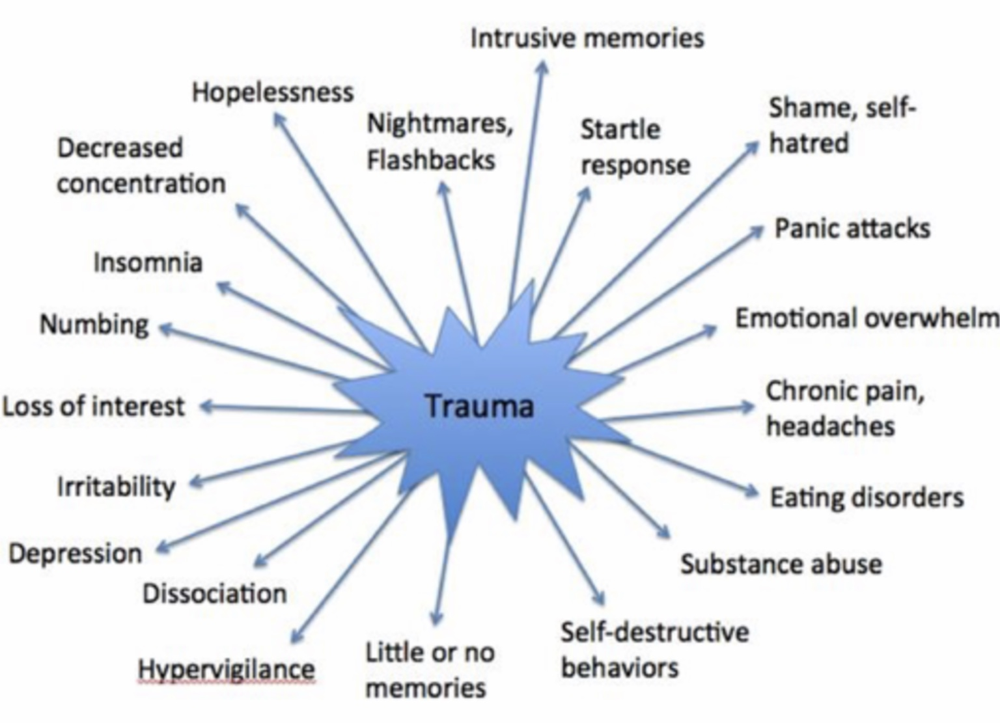 Intrusive memories
Hopelessness
Nightmares,
Flashbacks
Startle
response
Shame, self-
hatred
Decreased
concentration
Panic attacks
Insomnia
Numbing
Emotional overwhelm
Loss of interest
Trauma
Chronic pain,
headaches
Irritability
Eating disorders
Depression
Substance abuse
Dissociation
Hypervigilance
Little or no
memories
Self-destructive
behaviors